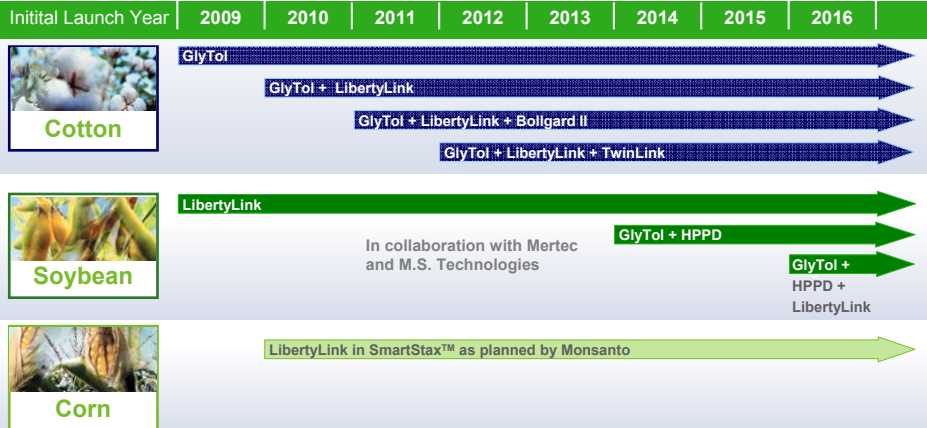 Initital Launch Year 2009 2010 2011 2012 2013 2014 2015 2016
GlyTol
GlyTol + LibertyLink
GlyTol + LibertyLink + Bollgard II
Cotton
GlyTol + LibertyLink + TwinLink
LibertyLink
GlyTol + HPPD
In collaboration with Mertec
and M.S. Technologies
GlyTol +
HPPD +
LibertyLink
Soybean
LibertyLink in SmartStax™ as planned by Monsanto
Corn